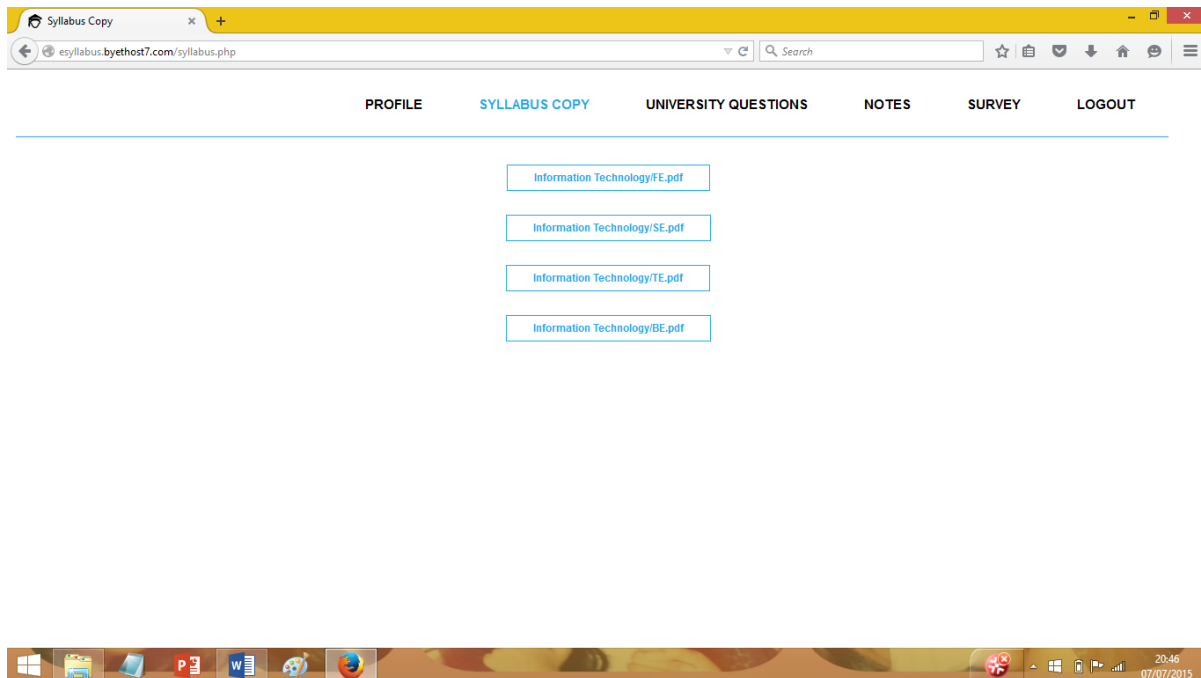 Syllabus Copy
esyllabus.byethost7.com/syllabus.php
Search
PROFILE SYLLABUS COPY UNIVERSITY QUESTIONS NOTES SURVEY LOGOUT
Information Technology/FE.pdf
Information Technology/SE.pdf
Information Technology/TE.pdf
Information Technology/BE.pdf
20:46
07/07/2015